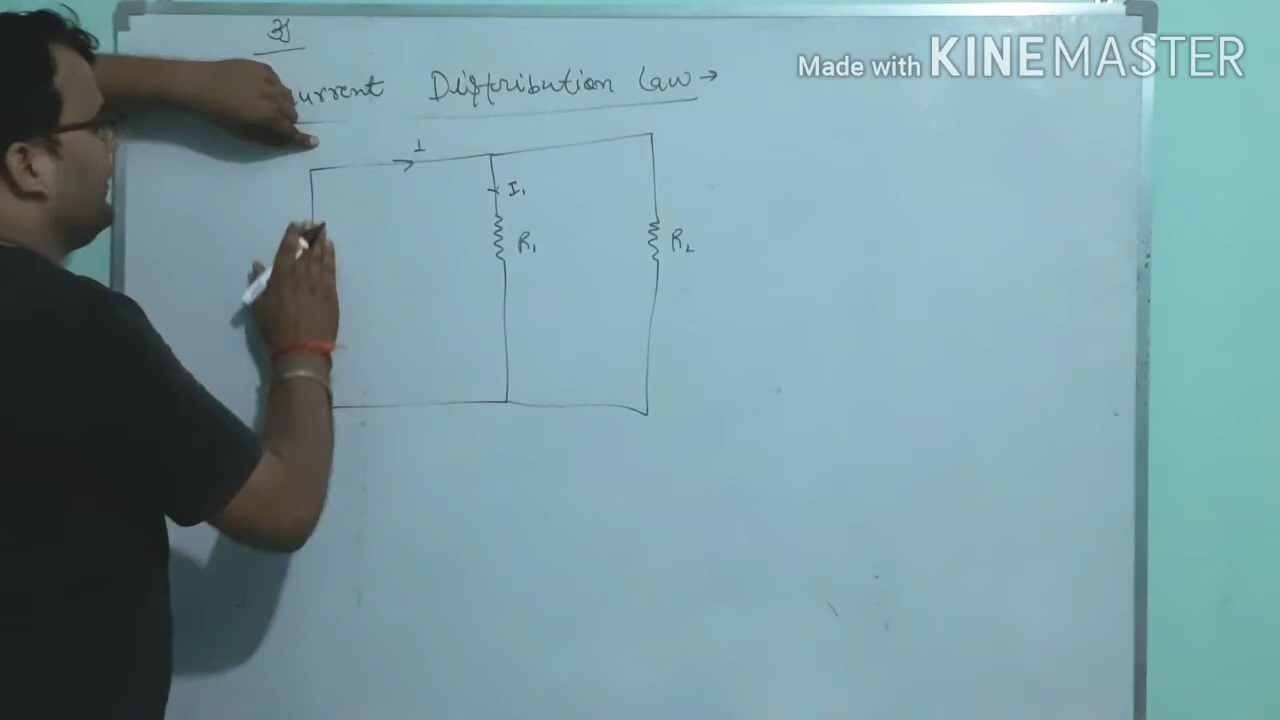 Made with KINEMASTER
urrent Distribution Law →
I
I₁
R₁
R₂